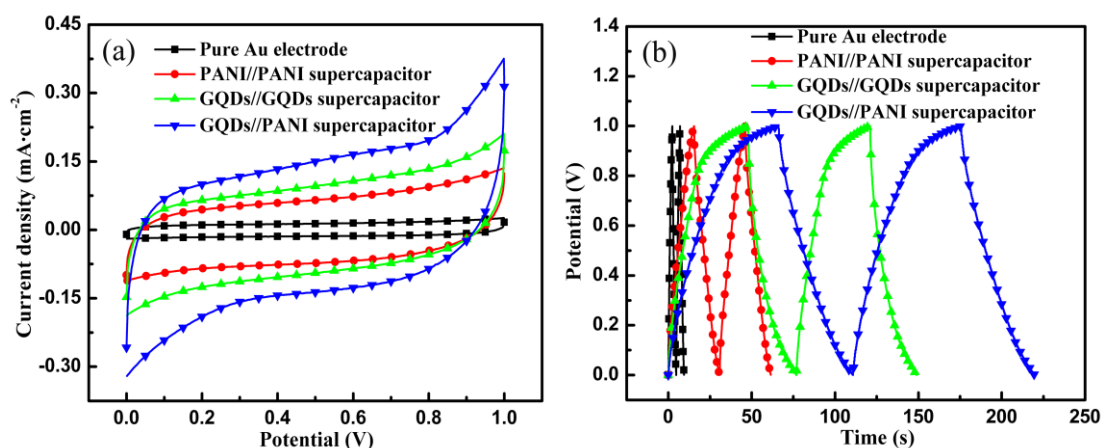 (a)
Pure Au electrode
PANI//PANI supercapacitor
GQDs//GQDs supercapacitor
GQDs//PANI supercapacitor
Current density (mA·cm⁻²)
0.45
0.30
0.15
0.00
-0.15
-0.30
0.0 0.2 0.4 0.6 0.8 1.0
Potential (V)
(b)
Pure Au electrode
PANI//PANI supercapacitor
GQDs//GQDs supercapacitor
GQDs//PANI supercapacitor
Potential (V)
1.4
1.2
1.0
0.8
0.6
0.4
0.2
0.0
0 50 100 150 200 250
Time (s)